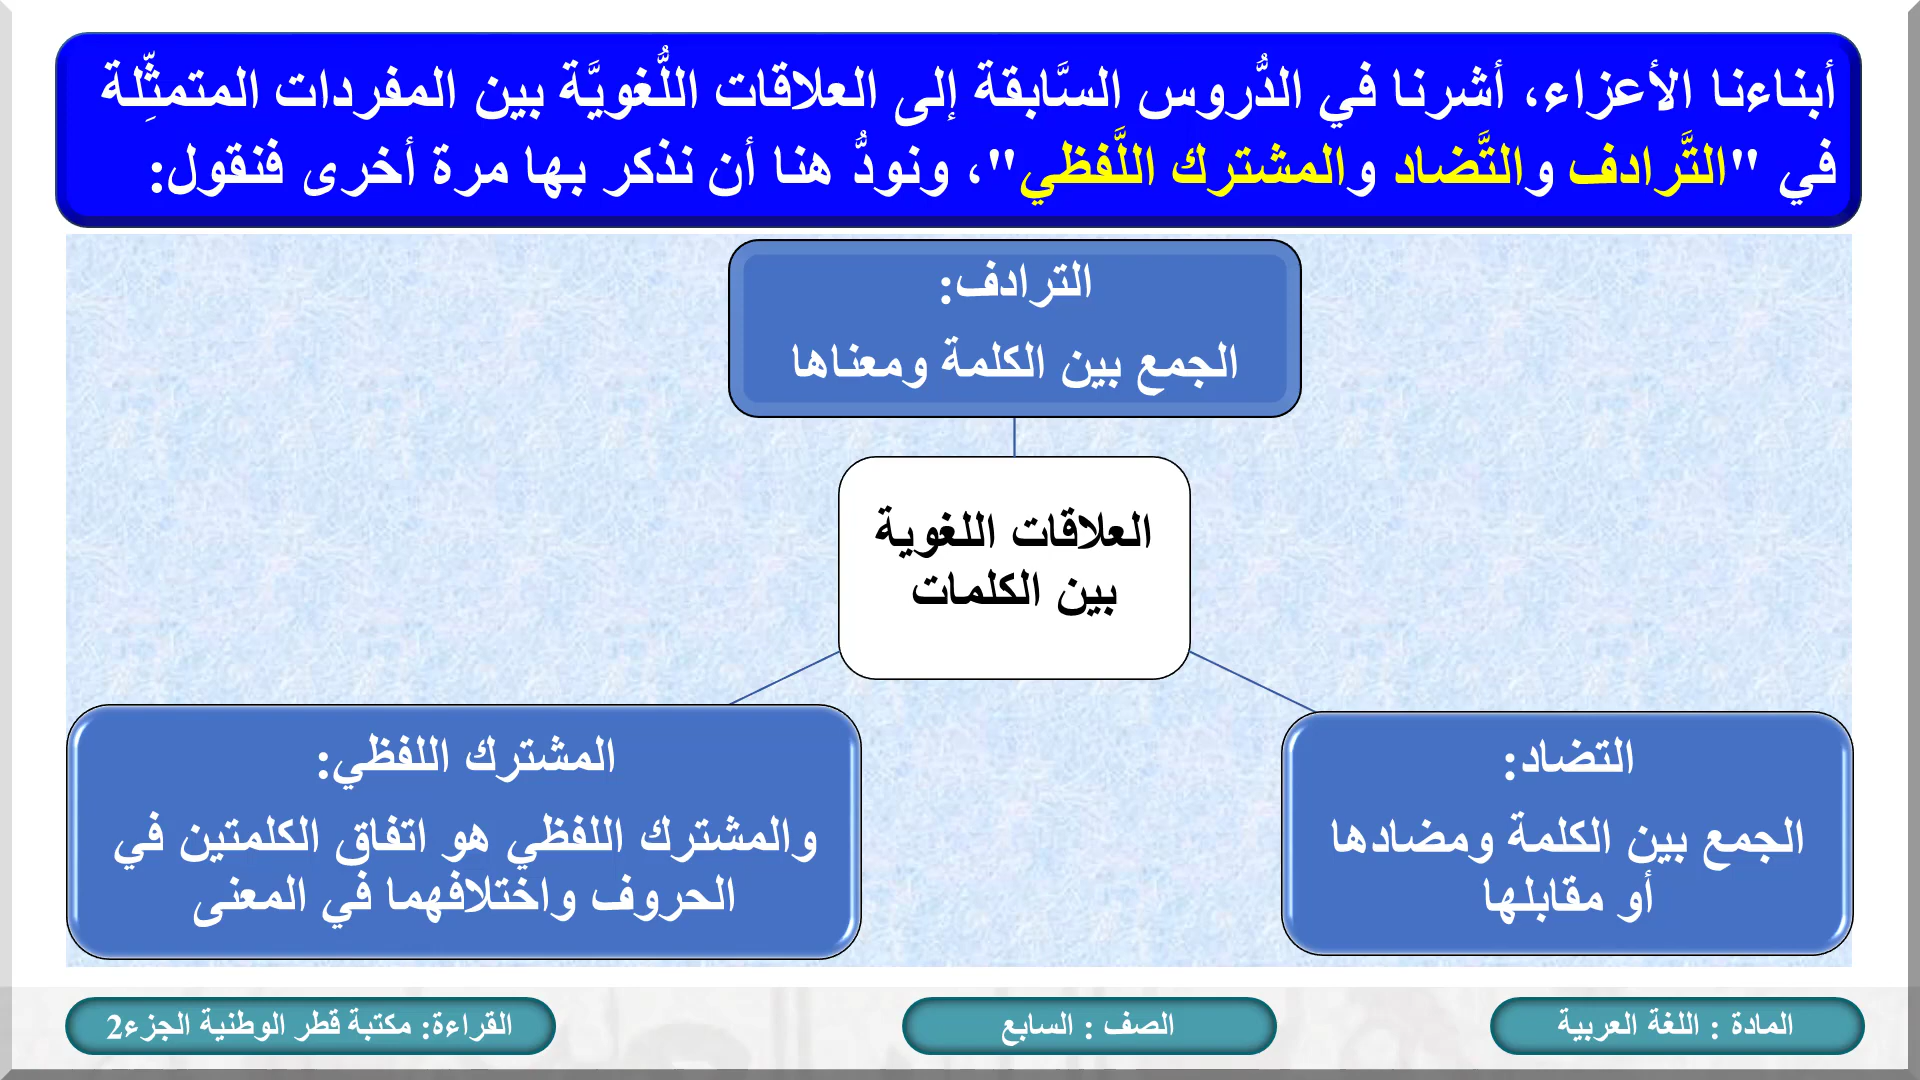 أبناءنا الأعزاء، أشرنا في الدُّروس السَّابقة إلى العلاقات اللُّغويَّة بين المفردات المتمثِّلة
في "التَّرادف والتَّضاد والمشترك اللَّفظي"، ونودُّ هنا أن نذكر بها مرة أخرى فنقول:
الترادف:
الجمع بين الكلمة ومعناها
العلاقات اللغوية
بين الكلمات
التضاد:
الجمع بين الكلمة ومضادها
أو مقابلها
المشترك اللفظي:
والمشترك اللفظي هو اتفاق الكلمتين في
الحروف واختلافهما في المعنى
المادة : اللغة العربية
الصف : السابع
القراءة: مكتبة قطر الوطنية الجزء2